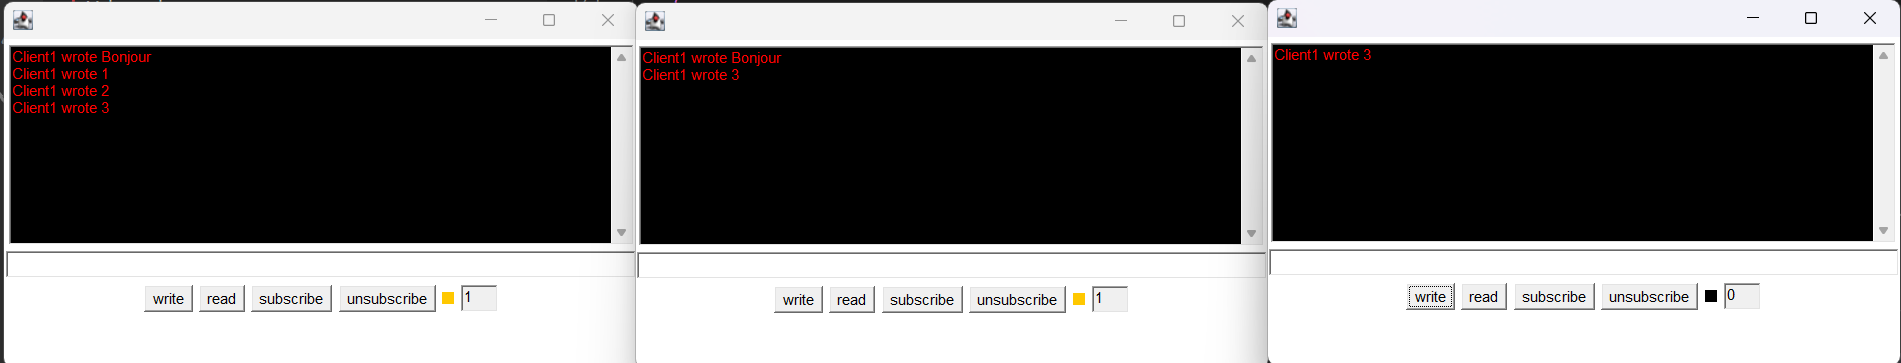 Client1 wrote Bonjour
Client1 wrote 1
Client1 wrote 2
Client1 wrote 3
write read subscribe unsubscribe 1
Client1 wrote Bonjour
Client1 wrote 3
write read subscribe unsubscribe 1
Client1 wrote 3
write read subscribe unsubscribe 0